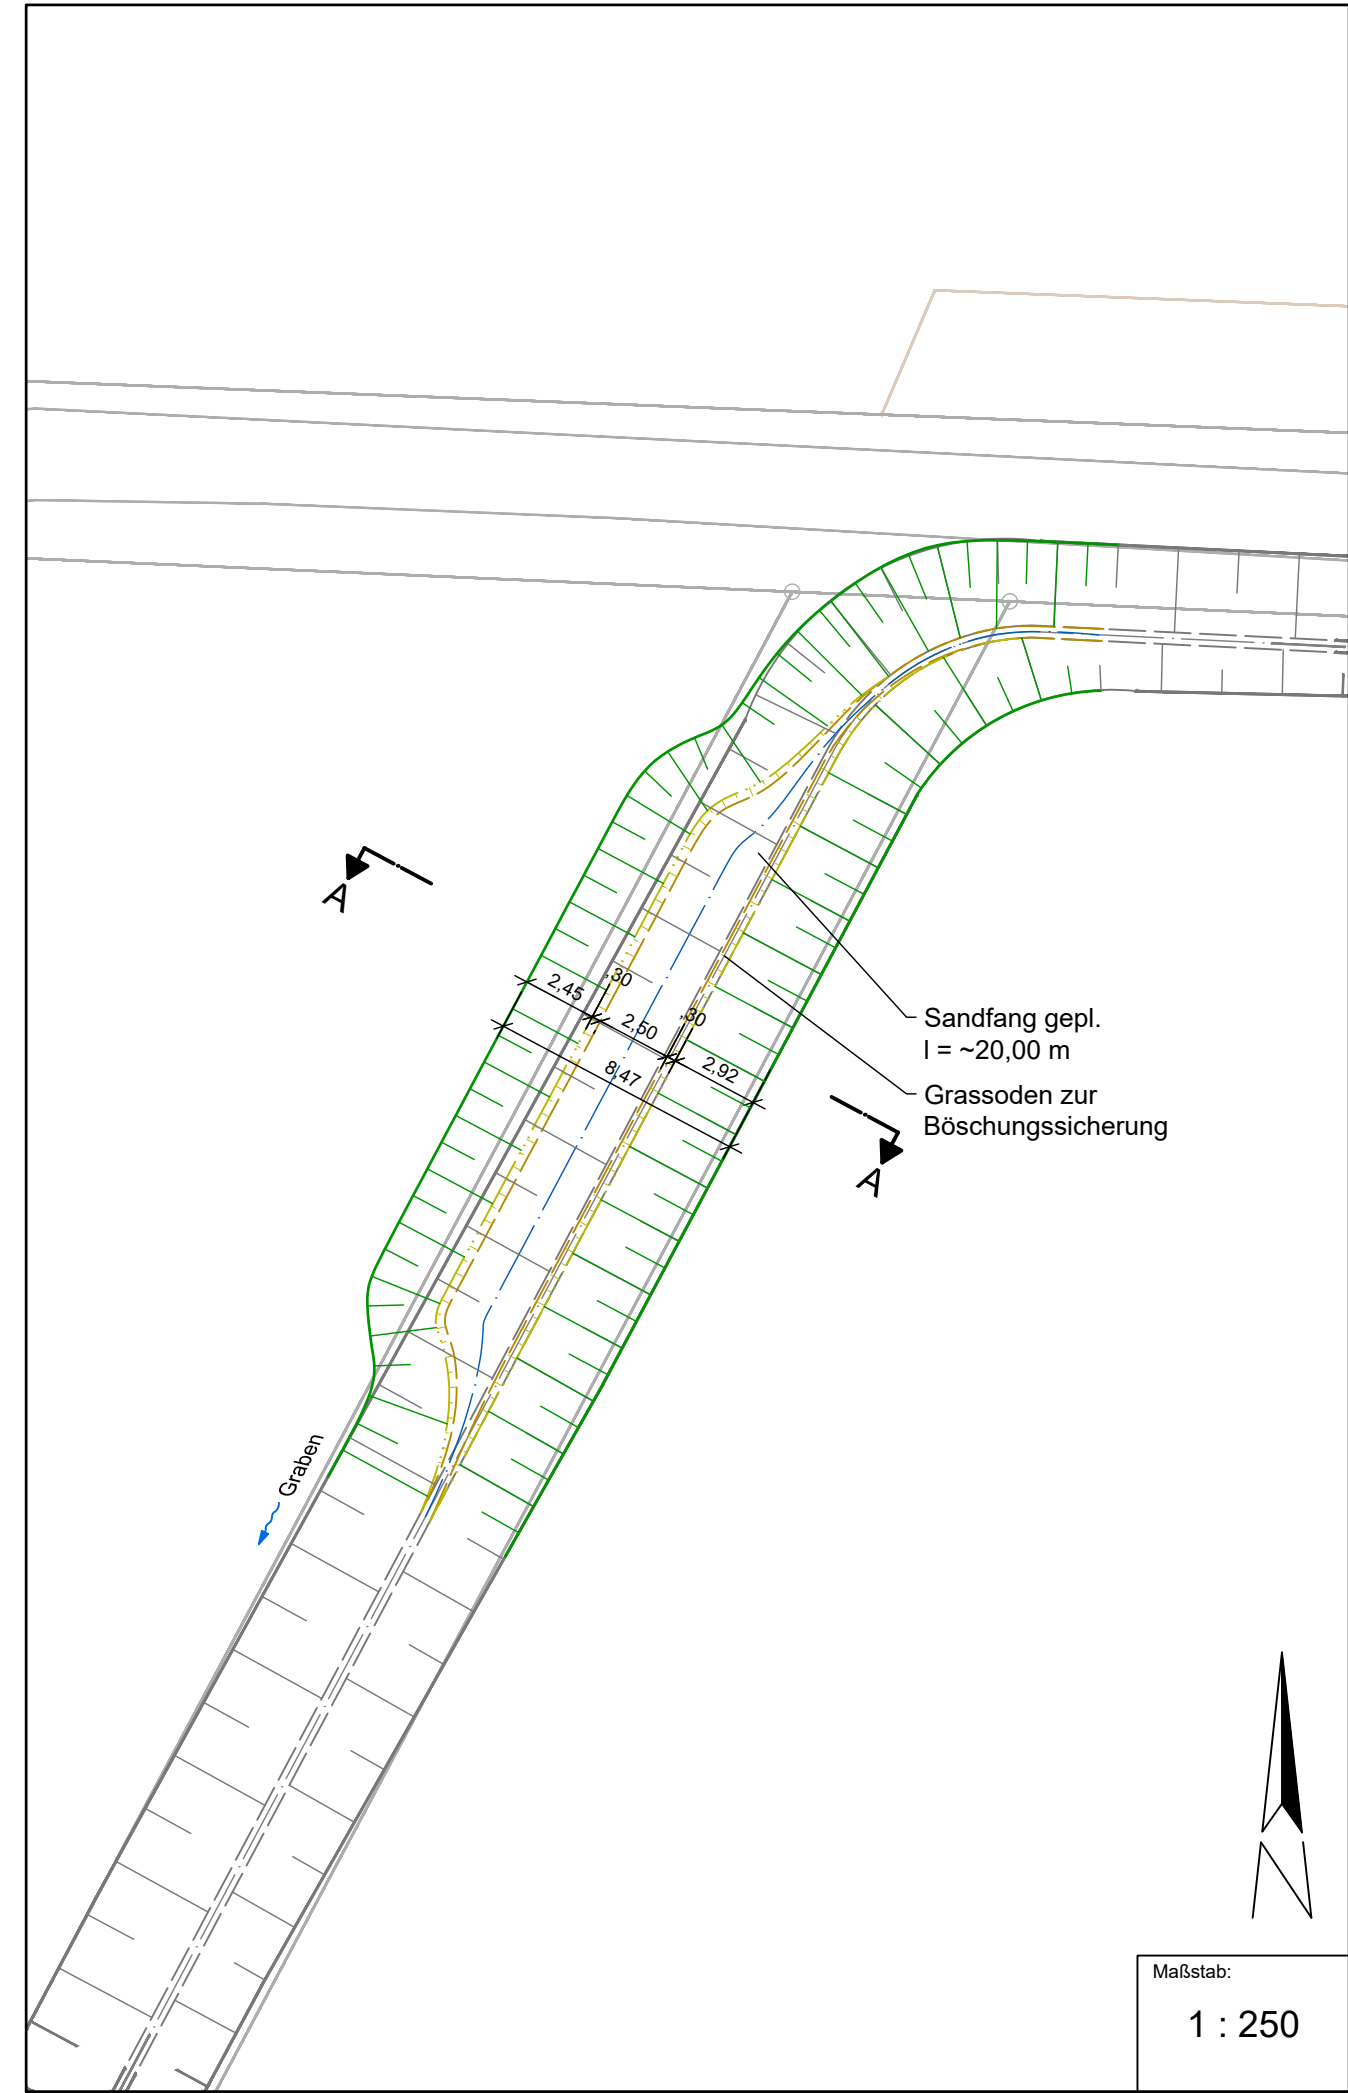 A
2,45
,30
2,50
,30
2,92
8,47
Sandfang gepl.
l = ~20,00 m
Grassoden zur
Böschungssicherung
A
Graben
N
Maßstab:
1 : 250